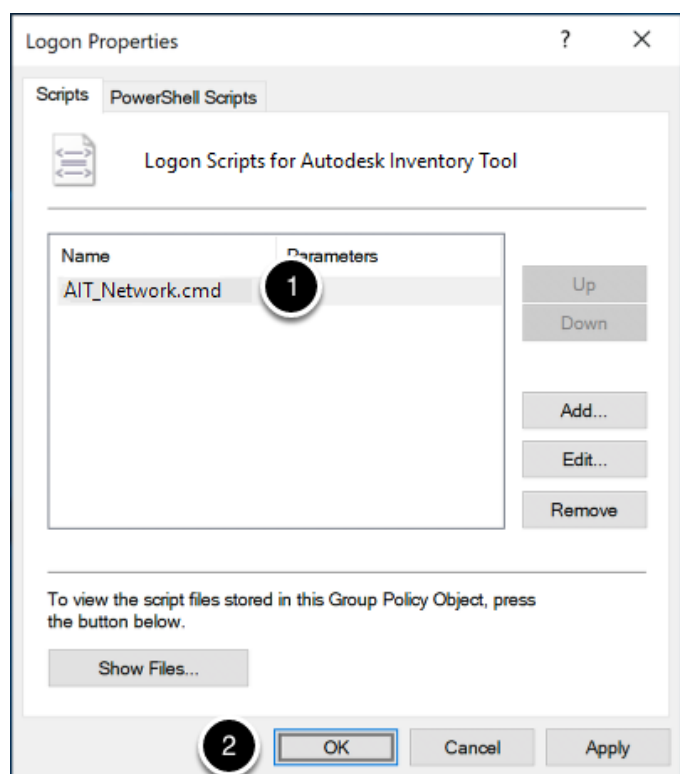 Logon Properties
?
Scripts
PowerShell Scripts
Logon Scripts for Autodesk Inventory Tool
Name
Parameters
AIT_Network.cmd
1
Up
Down
Add...
Edit...
Remove
To view the script files stored in this Group Policy Object, press
the button below.
Show Files...
2
OK
Cancel
Apply